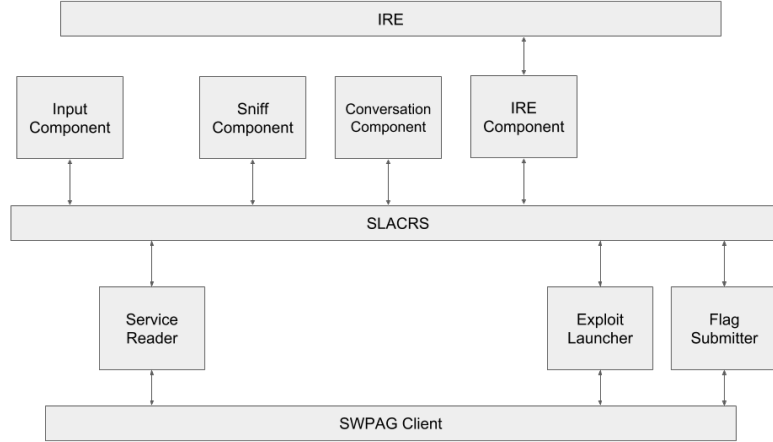 IRE
Input
Component
Sniff
Component
Conversation
Component
IRE
Component
SLACRS
Service
Reader
Exploit
Launcher
Flag
Submitter
SWPAG Client